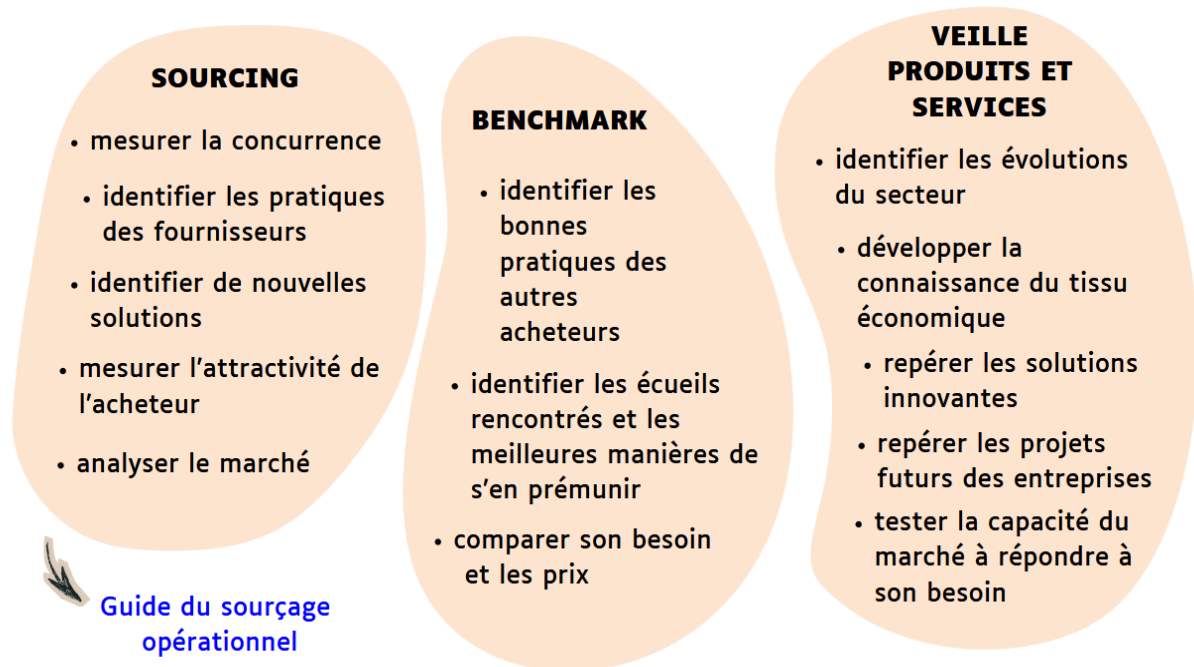 SOURCING
• mesurer la concurrence
• identifier les pratiques
des fournisseurs
• identifier de nouvelles
solutions
• mesurer l'attractivité de
l'acheteur
• analyser le marché
Guide du sourçage
opérationnel
BENCHMARK
• identifier les
bonnes
pratiques des
autres
acheteurs
• identifier les écueils
rencontrés et les
meilleures manières de
s'en prémunir
• comparer son besoin
et les prix
VEILLE
PRODUITS ET
SERVICES
• identifier les évolutions
du secteur
• développer la
connaissance du tissu
économique
• repérer les solutions
innovantes
• repérer les projets
futurs des entreprises
• tester la capacité du
marché à répondre à
son besoin